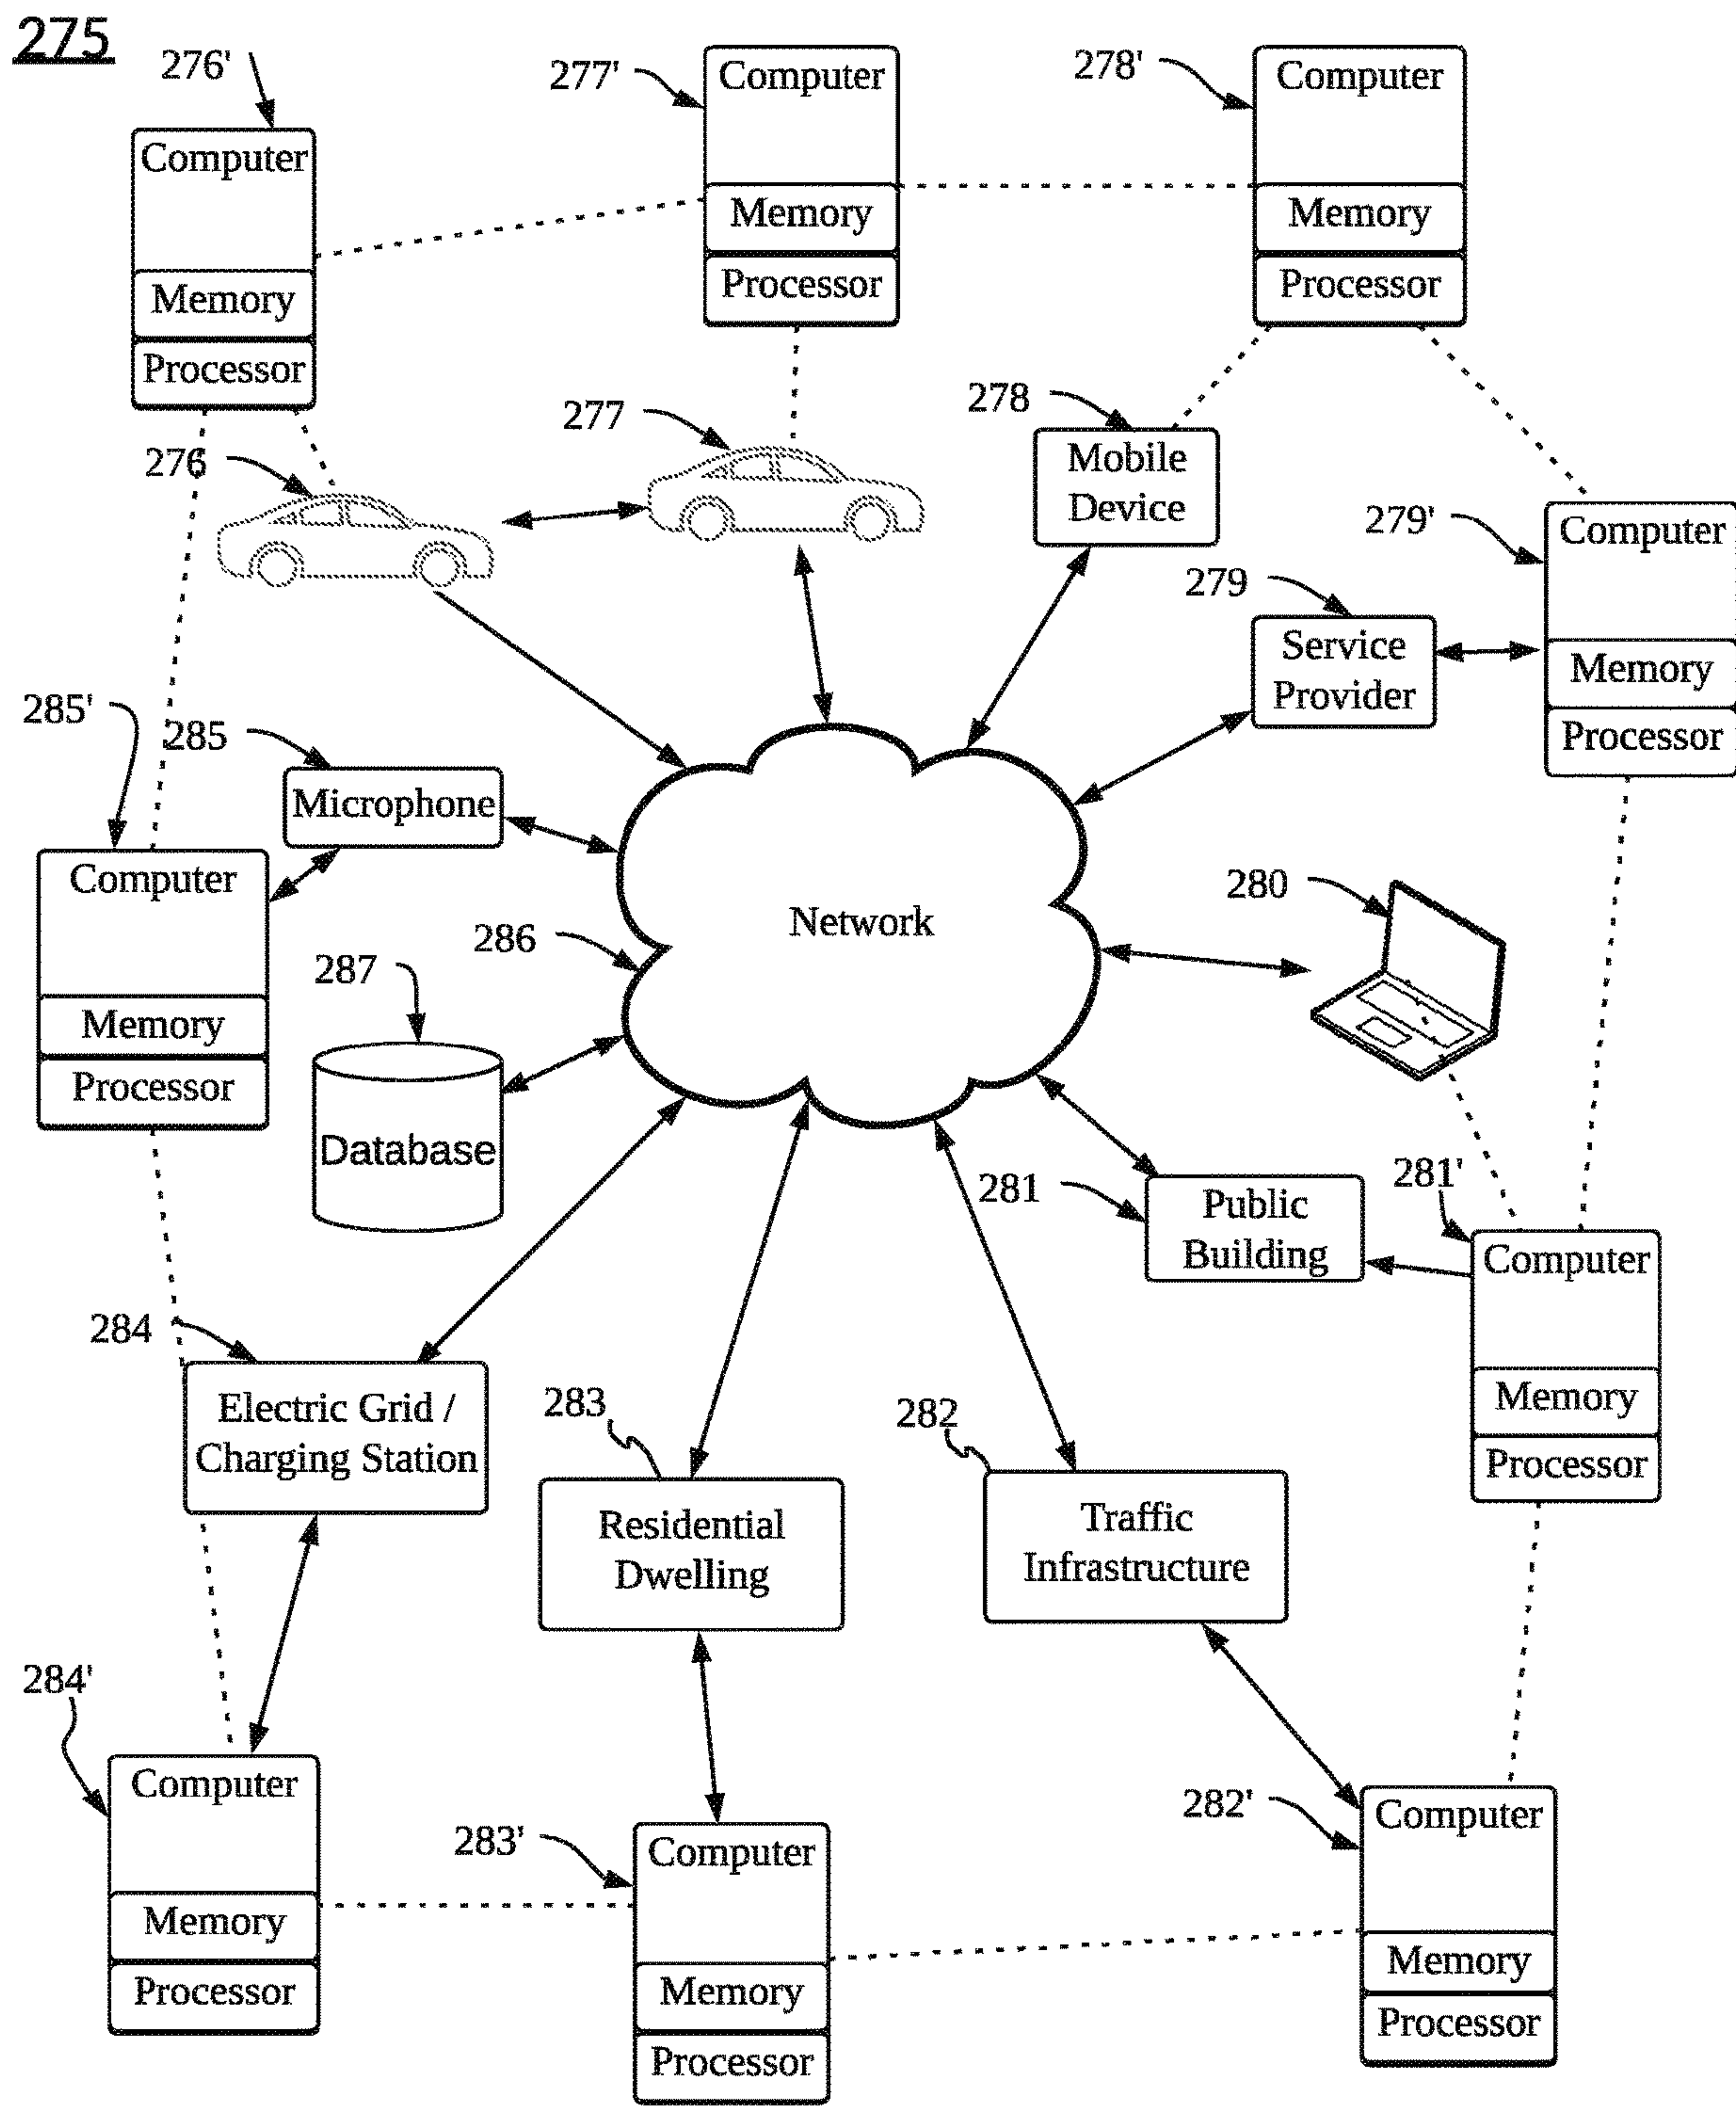 275
276'
Computer
Memory
Processor
277'
Computer
Memory
Processor
278'
Computer
Memory
Processor
276
277
278
Mobile
Device
279'
Computer
Memory
Processor
279
Service
Provider
285'
285
Microphone
Computer
Memory
Processor
286
Network
280
287
Database
281
Public
Building
281'
Computer
Memory
Processor
284
Electric Grid /
Charging Station
283
Residential
Dwelling
282
Traffic
Infrastructure
284'
Computer
Memory
Processor
283'
Computer
Memory
Processor
282'
Computer
Memory
Processor